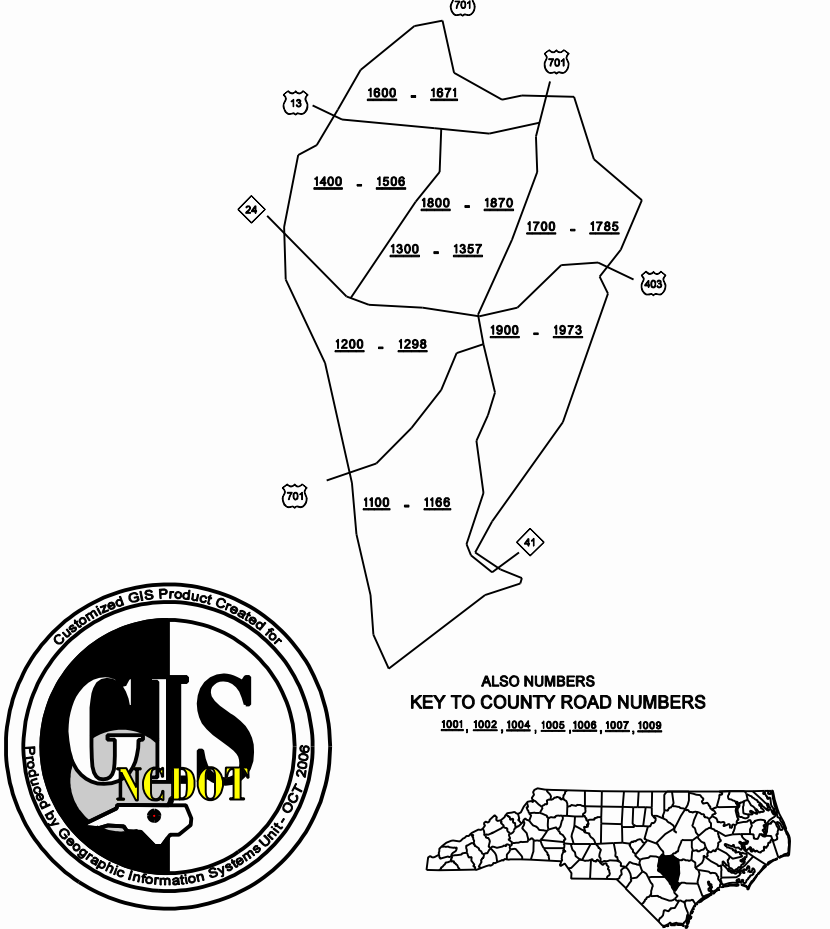 701
701
1600 - 1671
13
1400 - 1506
1800 - 1870
24
1700 - 1785
1300 - 1357
403
1900 - 1973
1200 - 1298
701
1100 - 1166
41
Customized GIS Product Created for
GIS
NCDOT
Produced by Geographic Information Systems Unit - OCT 2006
ALSO NUMBERS
KEY TO COUNTY ROAD NUMBERS
1001, 1002, 1004, 1005, 1006, 1007, 1009